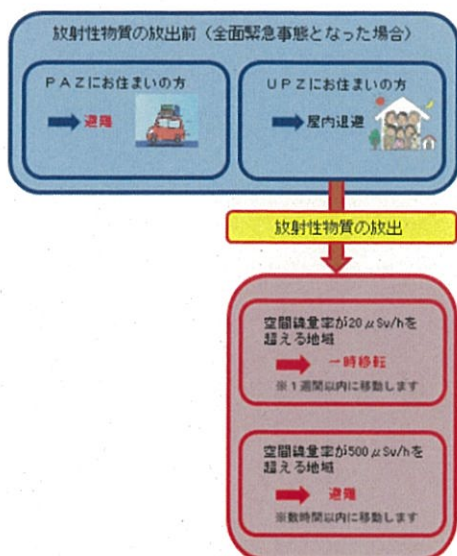 放射性物質の放出前（全面緊急事態となった場合）
PAZにお住まいの方
避難
UPZにお住まいの方
屋内退避
放射性物質の放出
空間線量率が20μSv/hを
超える地域
一時移転
※1週間以内に移動します
空間線量率が500μSv/hを
超える地域
避難
※数時間以内に移動します